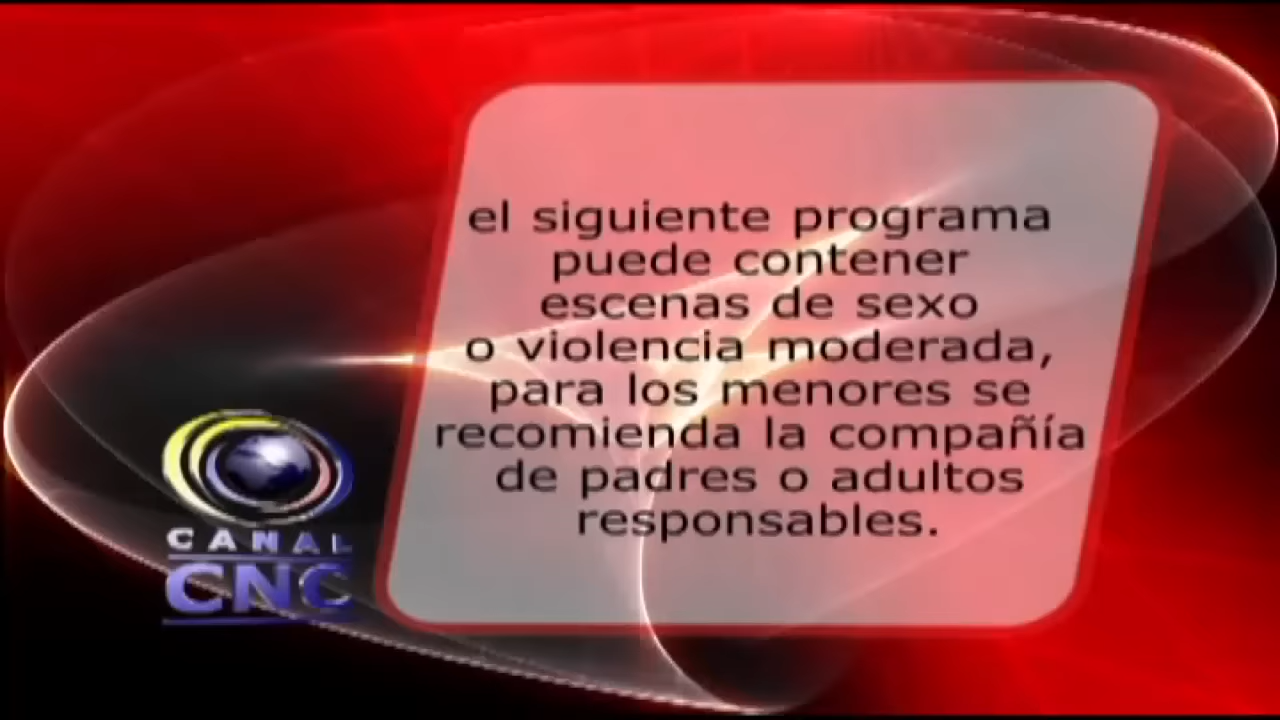 el siguiente programa
puede contener
escenas de sexo
o violencia moderada,
para los menores se
recomienda la compañía
de padres o adultos
responsables.
CANAL
CNC